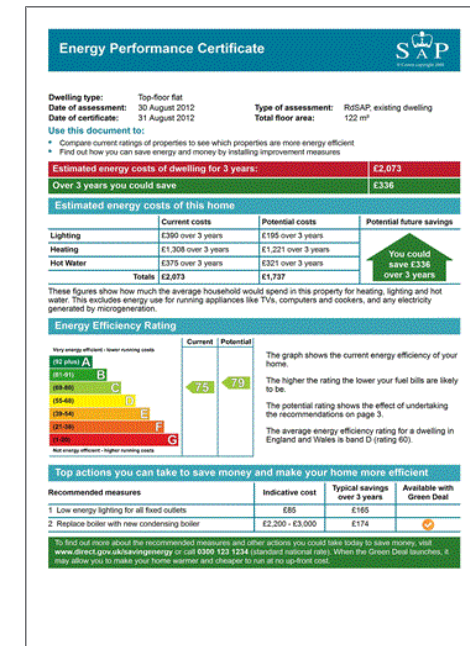 Energy Performance Certificate
SAP
© Crown copyright 2009
Dwelling type: Top-floor flat
Date of assessment: 30 August 2012 Type of assessment: RdSAP, existing dwelling
Date of certificate: 31 August 2012 Total floor area: 122 m²
Use this document to:
• Compare current ratings of properties to see which properties are more energy efficient
• Find out how you can save energy and money by installing improvement measures
Estimated energy costs of dwelling for 3 years: £2,073
Over 3 years you could save £336
Estimated energy costs of this home
Current costs Potential costs Potential future savings
Lighting £390 over 3 years £195 over 3 years
Heating £1,308 over 3 years £1,221 over 3 years
Hot Water £375 over 3 years £321 over 3 years
Totals £2,073 £1,737
You could
save £336
over 3 years
These figures show how much the average household would spend in this property for heating, lighting and hot
water. This excludes energy use for running appliances like TVs, computers and cookers, and any electricity
generated by microgeneration.
Energy Efficiency Rating
Current Potential
Very energy efficient - lower running costs
(92 plus) A
(81-91) B
(69-80) C
(55-68) D
(39-54) E
(21-38) F
(1-20) G
Not energy efficient - higher running costs
75 79
The graph shows the current energy efficiency of your
home.
The higher the rating the lower your fuel bills are likely
to be.
The potential rating shows the effect of undertaking
the recommendations on page 3.
The average energy efficiency rating for a dwelling in
England and Wales is band D (rating 60).
Top actions you can take to save money and make your home more efficient
Recommended measures Indicative cost Typical savings over 3 years Available with Green Deal
1 Low energy lighting for all fixed outlets £85 £165
2 Replace boiler with new condensing boiler £2,200 - £3,000 £174
To find out more about the recommended measures and other actions you could take today to save money, visit
www.direct.gov.uk/savingenergy or call 0300 123 1234 (standard national rate). When the Green Deal launches, it
may allow you to make your home warmer and cheaper to run at no up-front cost.